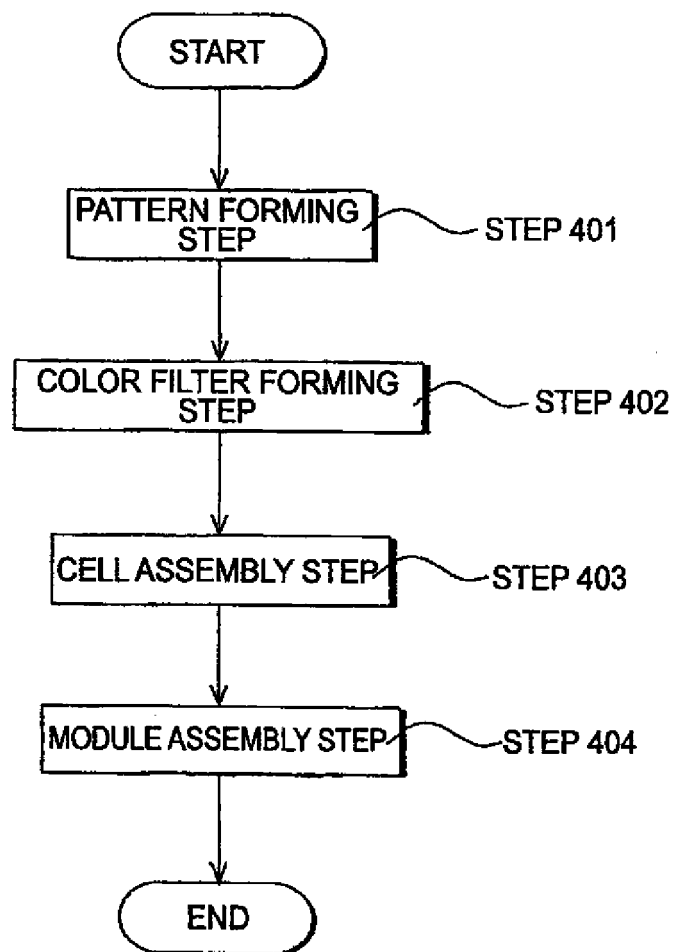 START
PATTERN FORMING
STEP
STEP 401
COLOR FILTER FORMING
STEP
STEP 402
CELL ASSEMBLY STEP
STEP 403
MODULE ASSEMBLY STEP
STEP 404
END